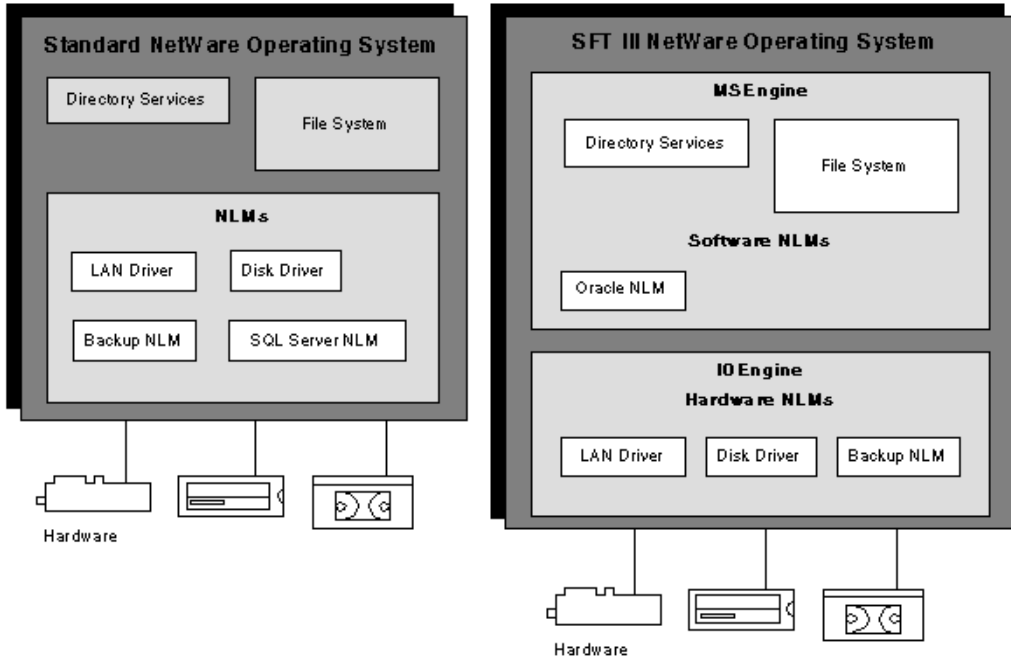 Standard NetWare Operating System
Directory Services
File System
NLMs
LAN Driver
Disk Driver
Backup NLM
SQL Server NLM
Hardware
SFT III NetWare Operating System
MSEngine
Directory Services
File System
Software NLMs
Oracle NLM
IOEngine
Hardware NLMs
LAN Driver
Disk Driver
Backup NLM
Hardware